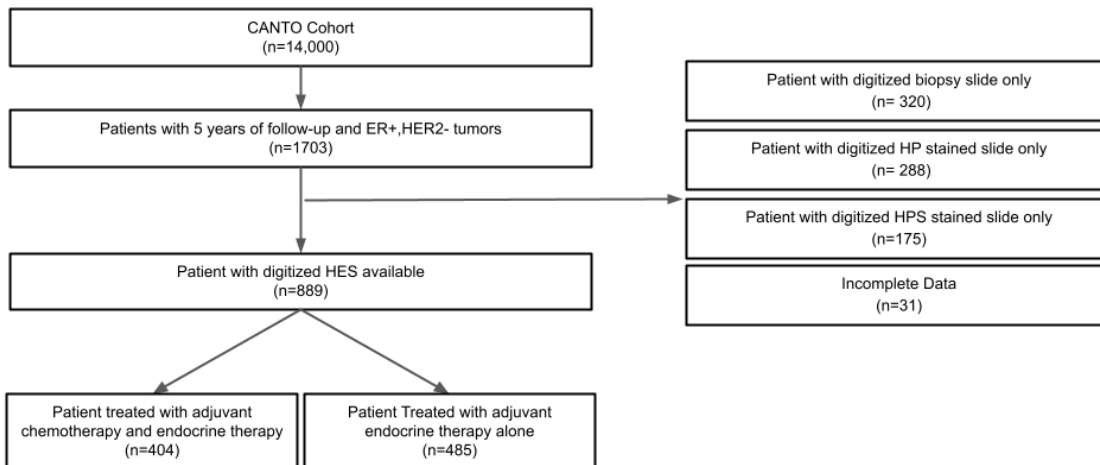 CANTO Cohort
(n=14,000)
Patients with 5 years of follow-up and ER+,HER2- tumors
(n=1703)
Patient with digitized biopsy slide only
(n= 320)
Patient with digitized HP stained slide only
(n= 288)
Patient with digitized HPS stained slide only
(n=175)
Incomplete Data
(n=31)
Patient with digitized HES available
(n=889)
Patient treated with adjuvant
chemotherapy and endocrine therapy
(n=404)
Patient Treated with adjuvant
endocrine therapy alone
(n=485)